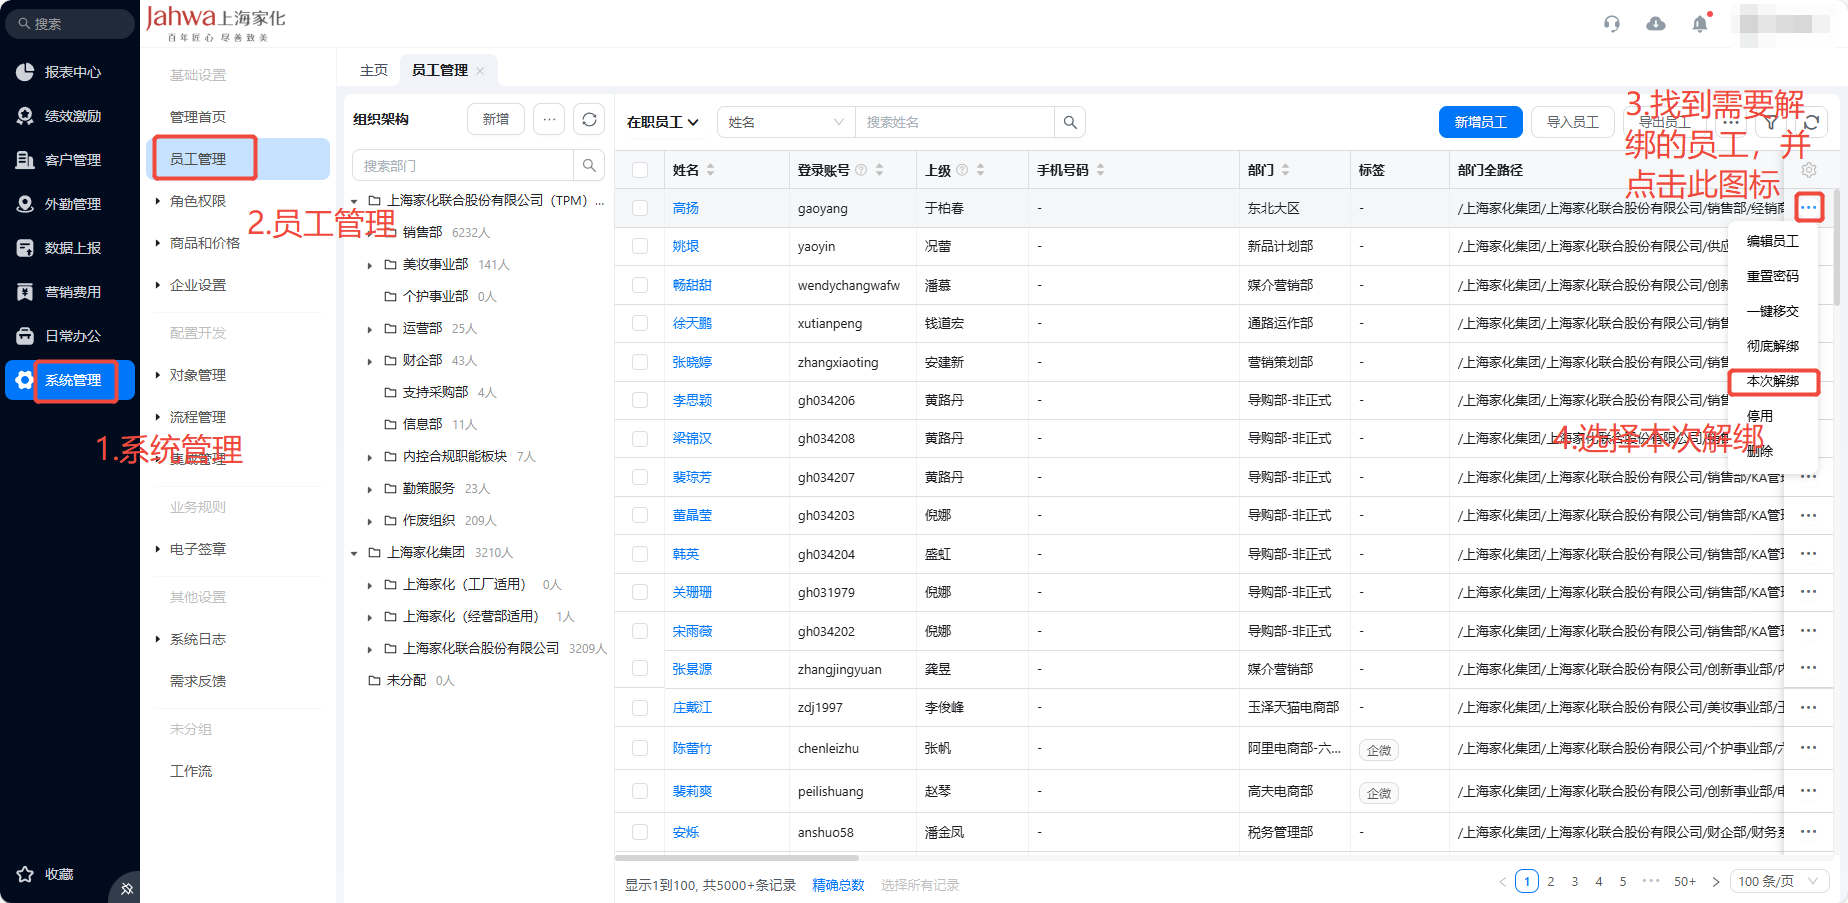 搜索
报表中心
绩效激励
客户管理
外勤管理
数据上报
营销费用
日常办公
系统管理
收藏
Jahwa上海家化
百年匠心 尽善致美
基础设置
管理首页
员工管理
角色权限
商品和价格
企业设置
配置开发
对象管理
流程管理
集成管理
业务规则
电子签章
其他设置
系统日志
需求反馈
未分组
工作流
1.系统管理
2.员工管理
3.找到需要解
绑的员工，并
点击此图标
4.选择本次解绑
主页 员工管理
组织架构 新增
搜索部门
上海家化联合股份有限公司（TPM）...
销售部 6232人
美妆事业部 141人
个护事业部 0人
运营部 25人
财企部 43人
支持采购部 4人
信息部 11人
内控合规职能板块 7人
勤策服务 23人
作废组织 209人
上海家化集团 3210人
上海家化（工厂适用） 0人
上海家化（经营部适用） 1人
上海家化联合股份有限公司 3209人
未分配 0人
在职员工 姓名 搜索姓名 新增员工 导入员工 导出员工
姓名 登录账号 上级 手机号码 部门 标签 部门全路径
高扬 gaoyang 于柏春 - 东北大区 /上海家化集团/上海家化联合股份有限公司/销售部/经销商
姚垠 yaoyin 况蕾 - 新品计划部 - /上海家化集团/上海家化联合股份有限公司/供应
畅甜甜 wendychangwafw 潘慕 - 媒介营销部 - /上海家化集团/上海家化联合股份有限公司/创新
徐天鹏 xutianpeng 钱道宏 - 通路运作部 - /上海家化集团/上海家化联合股份有限公司/销售
张晓婷 zhangxiaoting 安建新 - 营销策划部 - /上海家化集团/上海家化联合股份有限公司/销售
李思颖 gh034206 黄路丹 - 导购部-非正式 - /上海家化集团/上海家化联合股份有限公司/销售
梁锦汉 gh034208 黄路丹 - 导购部-非正式 - /上海家化集团/上海家化联合股份有限公司/销售
裴琼芳 gh034207 黄路丹 - 导购部-非正式 - /上海家化集团/上海家化联合股份有限公司/销售部/KA管理
董晶莹 gh034203 倪娜 - 导购部-非正式 - /上海家化集团/上海家化联合股份有限公司/销售部/KA管理
韩英 gh034204 盛虹 - 导购部-非正式 - /上海家化集团/上海家化联合股份有限公司/销售部/KA管理
关珊珊 gh031979 倪娜 - 导购部-非正式 - /上海家化集团/上海家化联合股份有限公司/销售部/KA管理
宋雨薇 gh034202 倪娜 - 导购部-非正式 - /上海家化集团/上海家化联合股份有限公司/销售部/KA管理
张景源 zhangjingyuan 龚昱 - 媒介营销部 - /上海家化集团/上海家化联合股份有限公司/创新事业部/内
庄戴江 zdj1997 李俊峰 - 玉泽天猫电商部 - /上海家化集团/上海家化联合股份有限公司/美妆事业部/玉
陈蕾竹 chenleizhu 张帆 - 阿里电商部-六... 企微 /上海家化集团/上海家化联合股份有限公司/个护事业部/六
裴莉爽 peilishuang 赵琴 - 高夫电商部 企微 /上海家化集团/上海家化联合股份有限公司/创新事业部/电
安烁 anshuo58 潘金凤 - 税务管理部 - /上海家化集团/上海家化联合股份有限公司/财企部/财务系
编辑员工
重置密码
一键移交
彻底解绑
本次解绑
停用
删除
显示1到100, 共5000+条记录 精确总数 选择所有记录
1 2 3 4 5 ••• 50+ 100 条/页